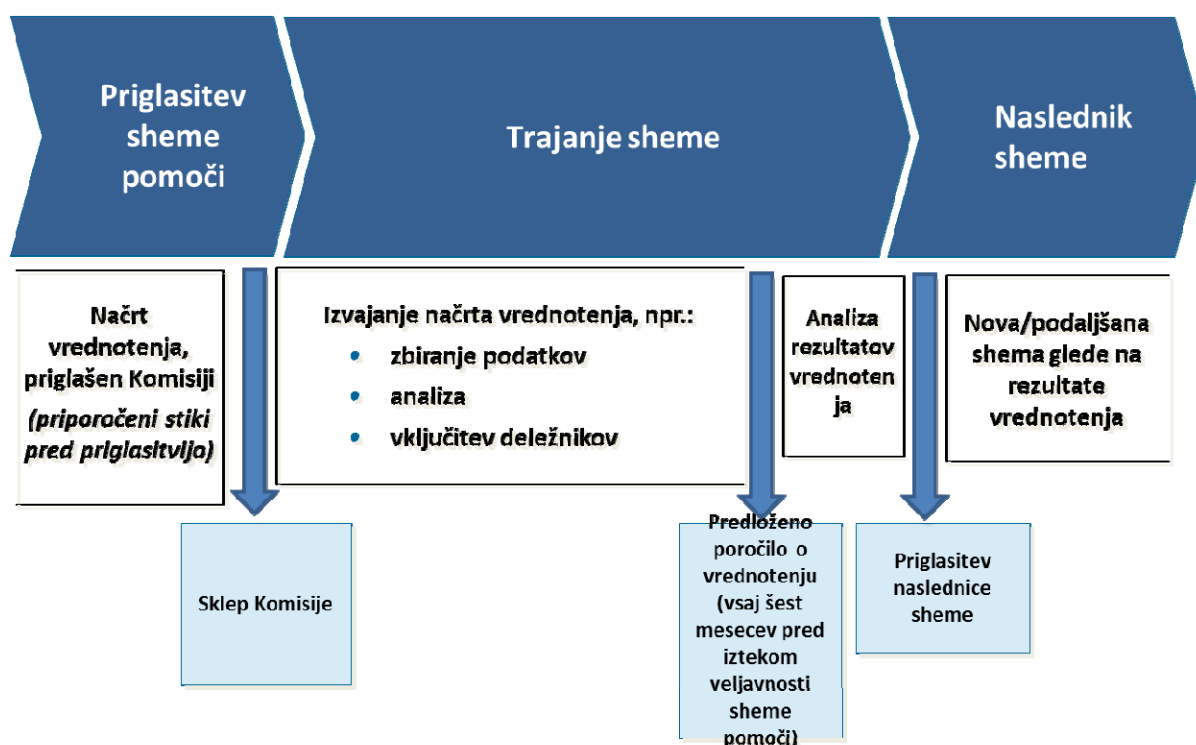 Priglasitev
sheme
pomoči
Trajanje sheme
Naslednik
sheme
Načrt
vrednotenja,
priglašen Komisiji
(priporočeni stiki
pred priglasitvijo)
Izvajanje načrta vrednotenja, npr.:
• zbiranje podatkov
• analiza
• vključitev deležnikov
Analiza
rezultatov
vrednoten
ja
Nova/podaljšana
shema glede na
rezultate
vrednotenja
Sklep Komisije
Predloženo
poročilo o
vrednotenju
(vsaj šest
mesecev pred
iztekom
veljavnosti
sheme
pomoči)
Priglasitev
naslednice
sheme